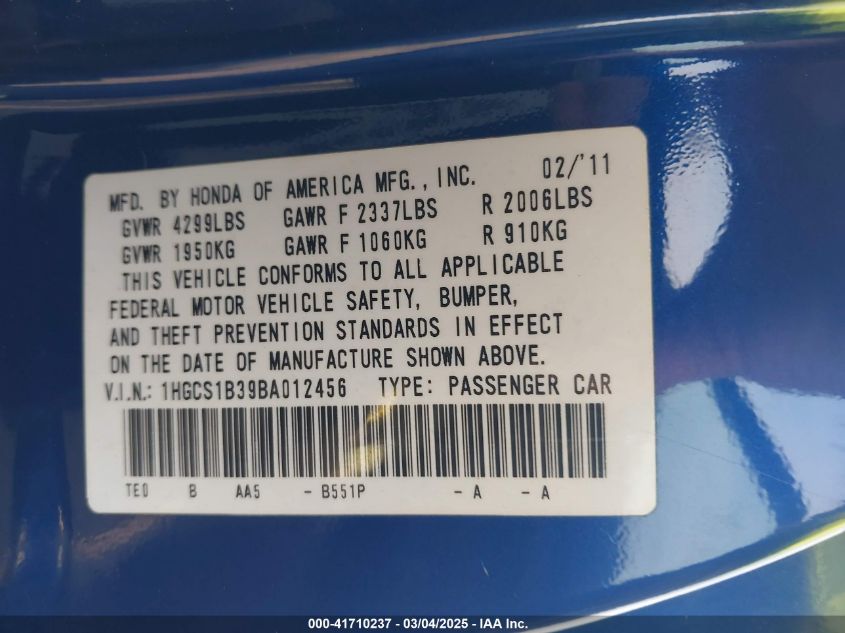 MFD. BY HONDA OF AMERICA MFG., INC. 02/'11
GVWR 4299LBS GAWR F 2337LBS R 2006LBS
GVWR 1950KG GAWR F 1060KG R 910KG
THIS VEHICLE CONFORMS TO ALL APPLICABLE
FEDERAL MOTOR VEHICLE SAFETY, BUMPER,
AND THEFT PREVENTION STANDARDS IN EFFECT
ON THE DATE OF MANUFACTURE SHOWN ABOVE.
V.I.N.: 1HGCS1B39BA012456 TYPE: PASSENGER CAR
TE0 B AA5 - B551P - A - A
000-41710237 - 03/04/2025 - IAA Inc.